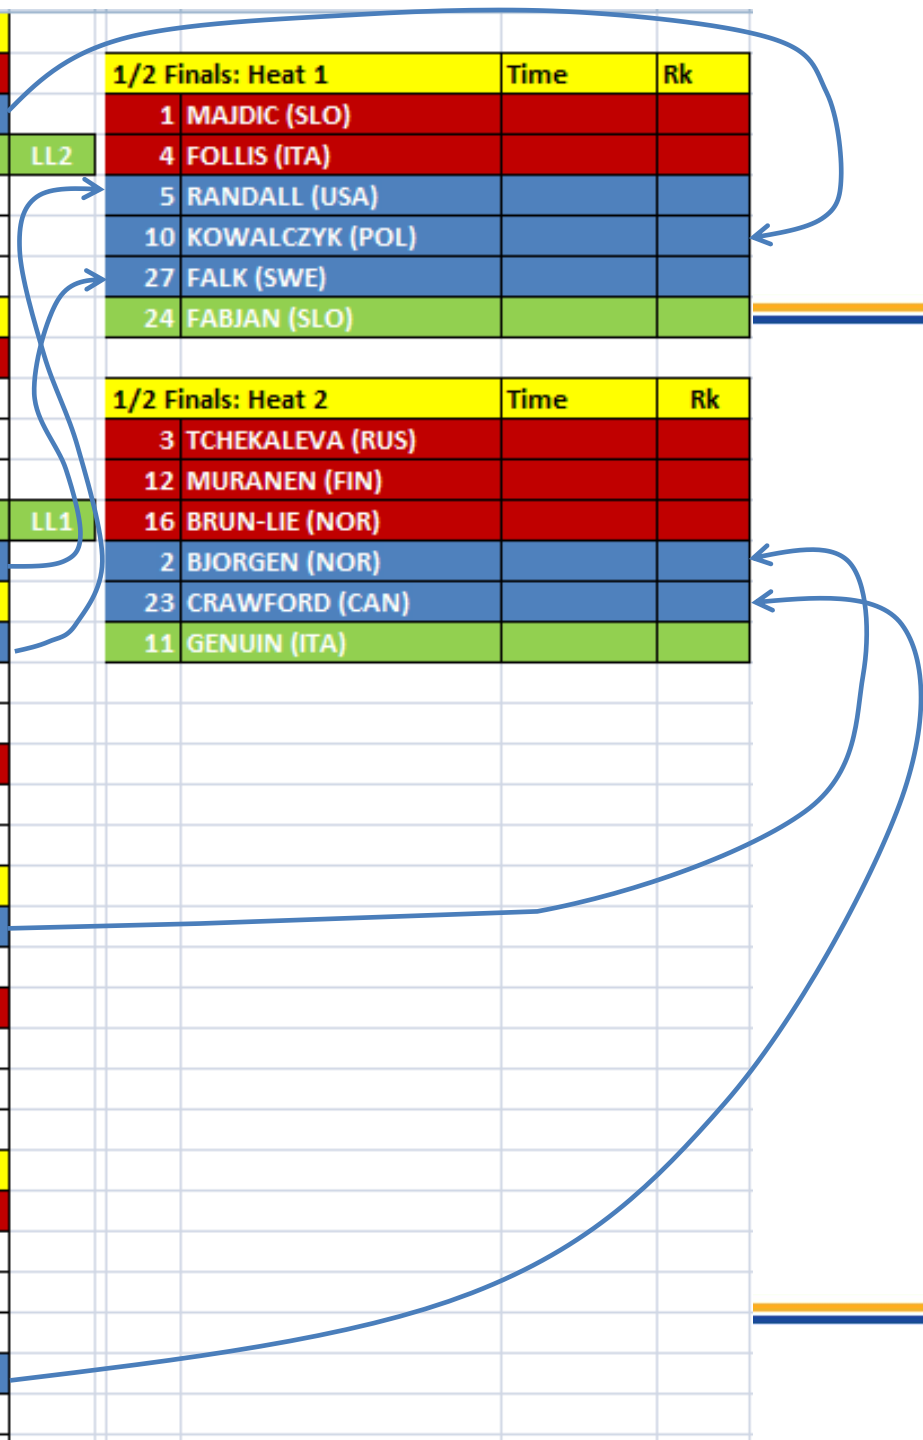 1/2 Finals: Heat 1 Time Rk
1 MAJDIC (SLO)
LL2 4 FOLLIS (ITA)
5 RANDALL (USA)
10 KOWALCZYK (POL)
27 FALK (SWE)
24 FABJAN (SLO)
1/2 Finals: Heat 2 Time Rk
3 TCHEKALEVA (RUS)
12 MURANEN (FIN)
LL1 16 BRUN-LIE (NOR)
2 BJORGEN (NOR)
23 CRAWFORD (CAN)
11 GENUIN (ITA)